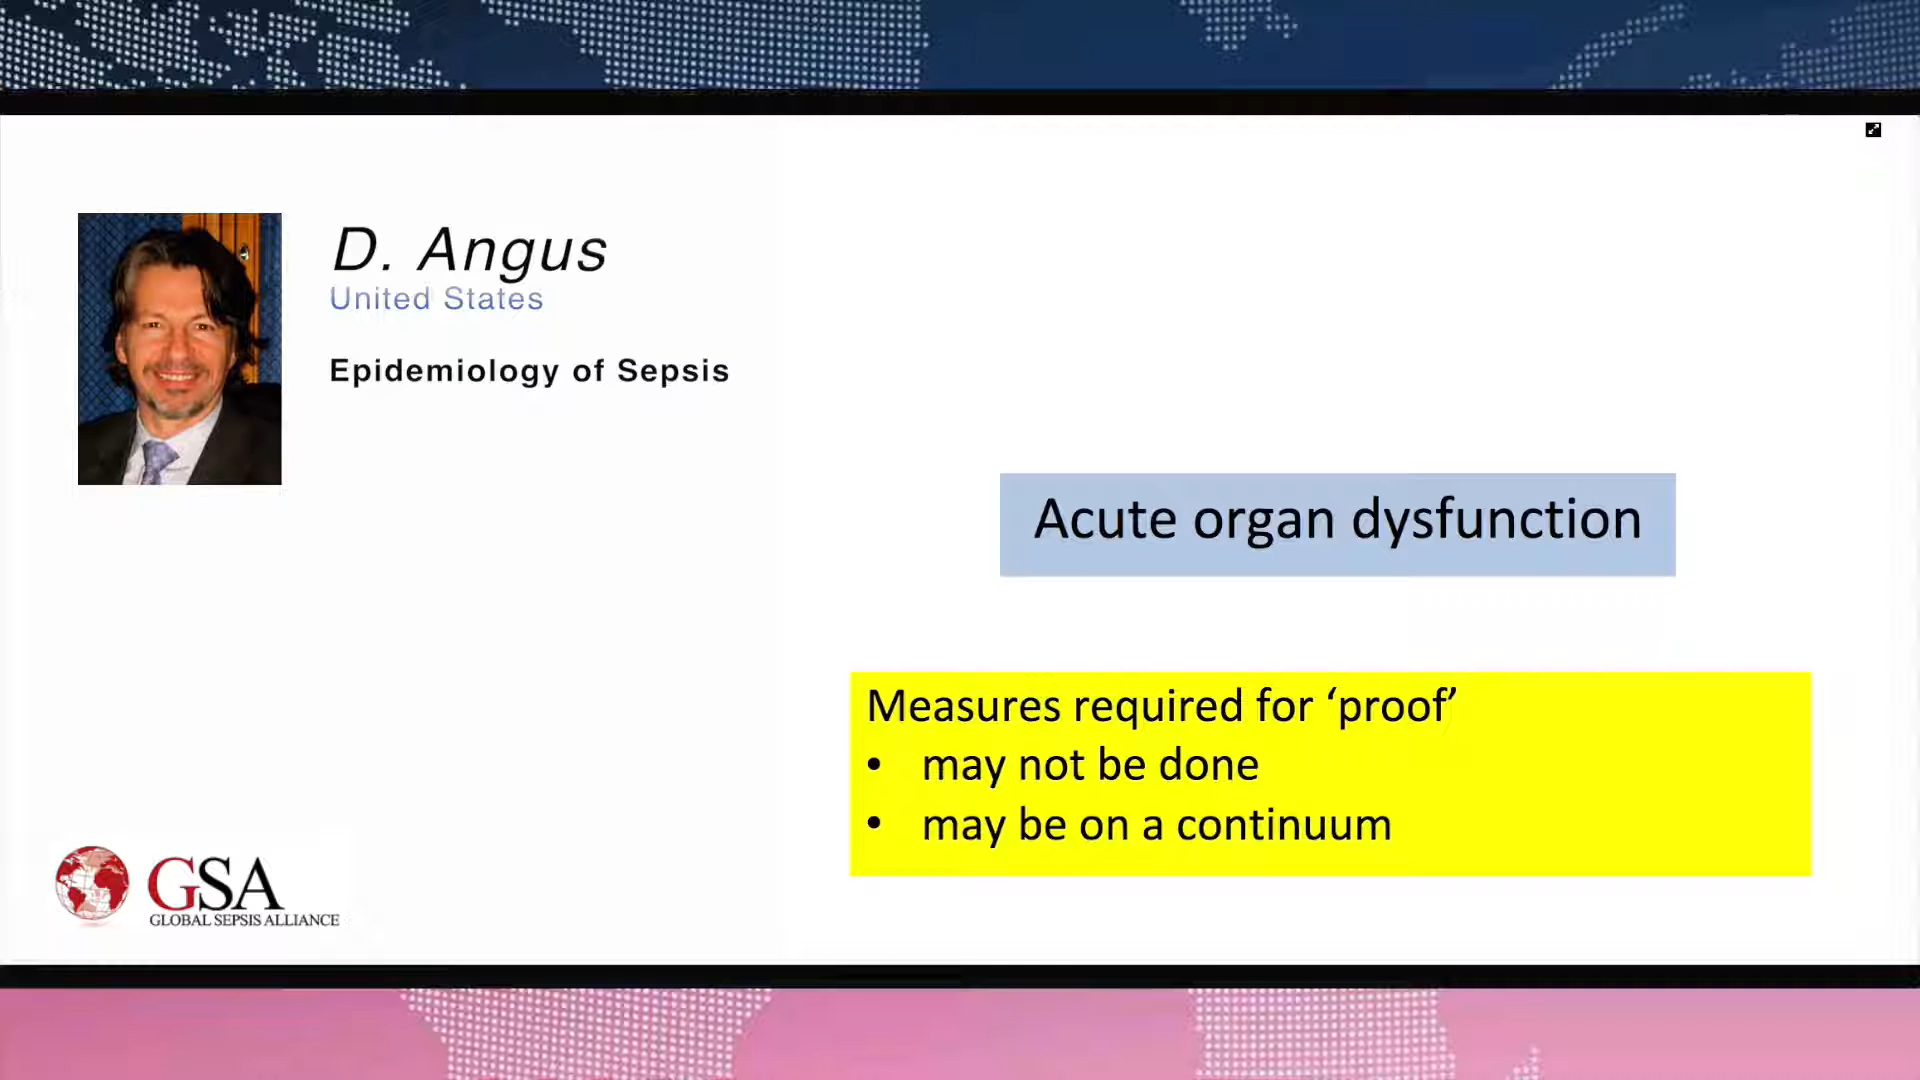 D. Angus
United States
Epidemiology of Sepsis
Acute organ dysfunction
Measures required for ‘proof’
• may not be done
• may be on a continuum
GSA
GLOBAL SEPSIS ALLIANCE